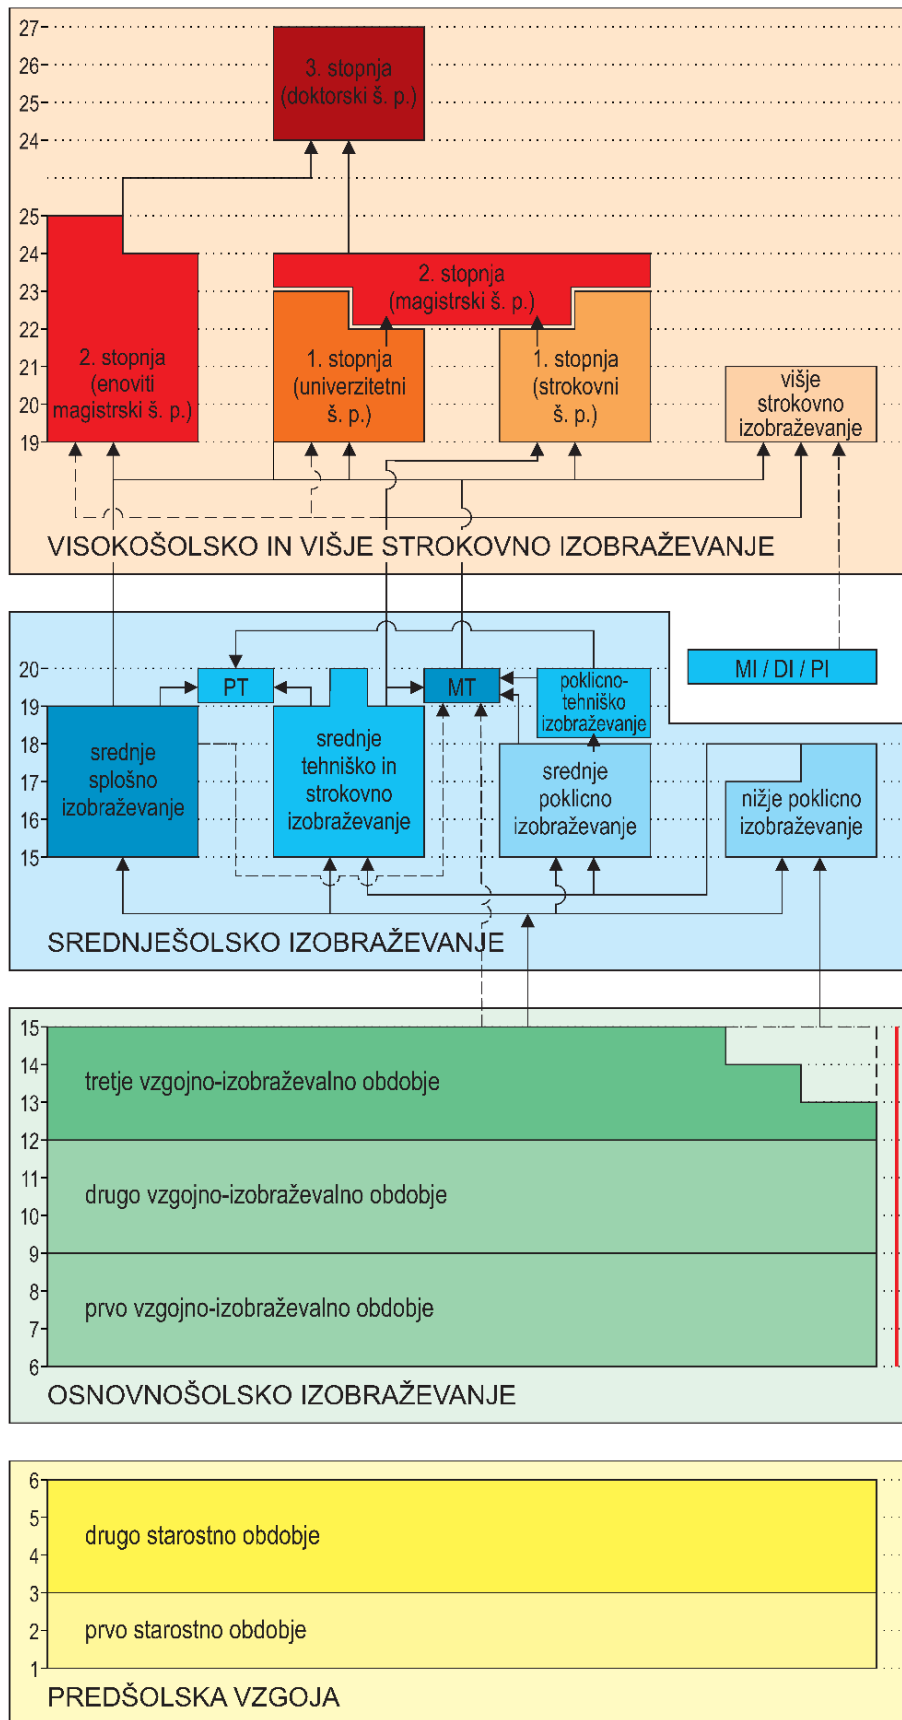 27
26
25
24
3. stopnja
(doktorski š. p.)
25
24
23
22
21
20
19
2. stopnja
(enoviti
magistrski š. p.)
2. stopnja
(magistrski š. p.)
1. stopnja
(univerzitetni
š. p.)
1. stopnja
(strokovni
š. p.)
višje
strokovno
izobraževanje
VISOKOŠOLSKO IN VIŠJE STROKOVNO IZOBRAŽEVANJE
MI / DI / PI
20
19
18
17
16
15
PT
MT
poklicno-
tehniško
izobraževanje
srednje
splošno
izobraževanje
srednje
tehniško in
strokovno
izobraževanje
srednje
poklicno
izobraževanje
nižje poklicno
izobraževanje
SREDNJEŠOLSKO IZOBRAŽEVANJE
15
14
13
12
11
10
9
8
7
6
tretje vzgojno-izobraževalno obdobje
drugo vzgojno-izobraževalno obdobje
prvo vzgojno-izobraževalno obdobje
OSNOVNOŠOLSKO IZOBRAŽEVANJE
6
5
4
3
2
1
drugo starostno obdobje
prvo starostno obdobje
PREDŠOLSKA VZGOJA